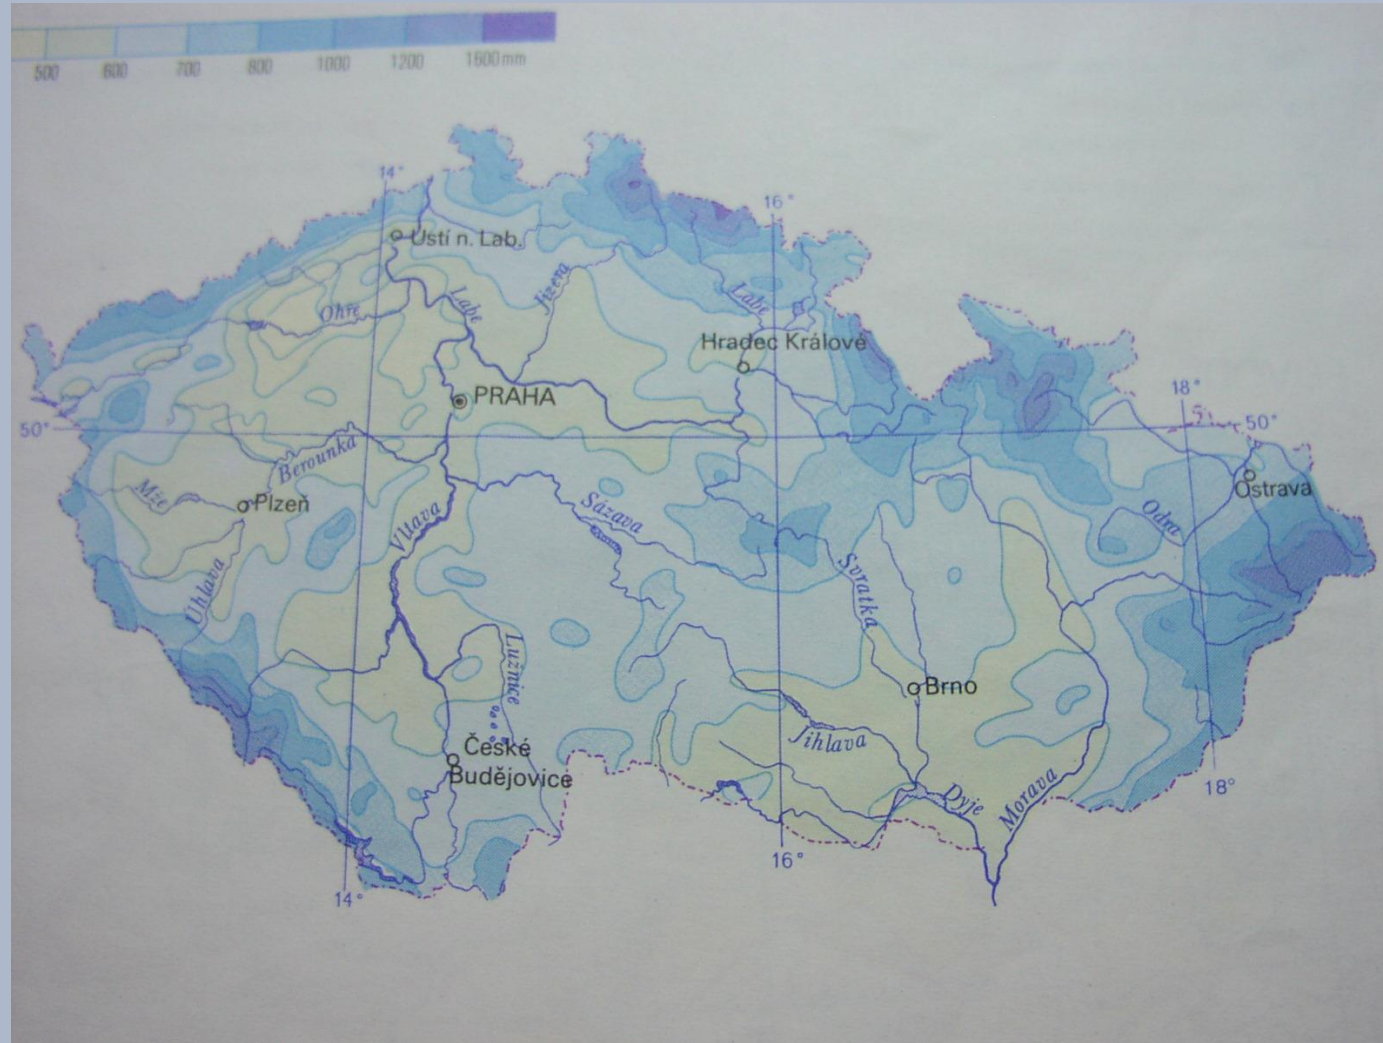 500 600 700 800 1000 1200 1600 mm
14°
16°
Ústí n. Lab.
Ohře
Labe
Jizera
Labe
Hradec Králové
18°
PRAHA
50°
50°
Berounka
Mže
Plzeň
Vltava
Sázava
Ostrava
Odra
Úhlava
Svratka
Lužnice
Brno
České
Budějovice
Jihlava
Dyje
Morava
18°
16°
14°